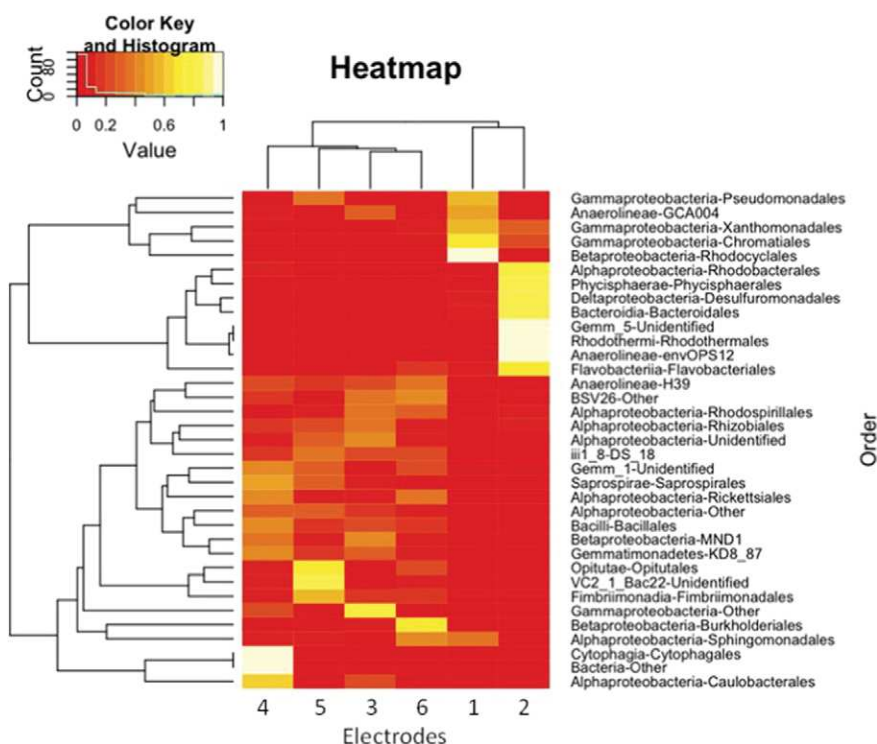 Color Key
and Histogram
Count
0 80
0 0.2 0.6 1
Value
Heatmap
Gammaproteobacteria-Pseudomonadales
Anaerolineae-GCA004
Gammaproteobacteria-Xanthomonadales
Gammaproteobacteria-Chromatiales
Betaproteobacteria-Rhodocyclales
Alphaproteobacteria-Rhodobacterales
Phycisphaerae-Phycisphaerales
Deltaproteobacteria-Desulfuromonadales
Bacteroidia-Bacteroidales
Gemm_5-Unidentified
Rhodothermi-Rhodothermales
Anaerolineae-envOPS12
Flavobacteriia-Flavobacteriales
Anaerolineae-H39
BSV26-Other
Alphaproteobacteria-Rhodospirillales
Alphaproteobacteria-Rhizobiales
Alphaproteobacteria-Unidentified
iii1_8-DS_18
Gemm_1-Unidentified
Saprospirae-Saprospirales
Alphaproteobacteria-Rickettsiales
Alphaproteobacteria-Other
Bacilli-Bacillales
Betaproteobacteria-MND1
Gemmatimonadetes-KD8_87
Opitutae-Opitutales
VC2_1_Bac22-Unidentified
Fimbriimonadia-Fimbriimonadales
Gammaproteobacteria-Other
Betaproteobacteria-Burkholderiales
Alphaproteobacteria-Sphingomonadales
Cytophagia-Cytophagales
Bacteria-Other
Alphaproteobacteria-Caulobacterales
Order
4 5 3 6 1 2
Electrodes